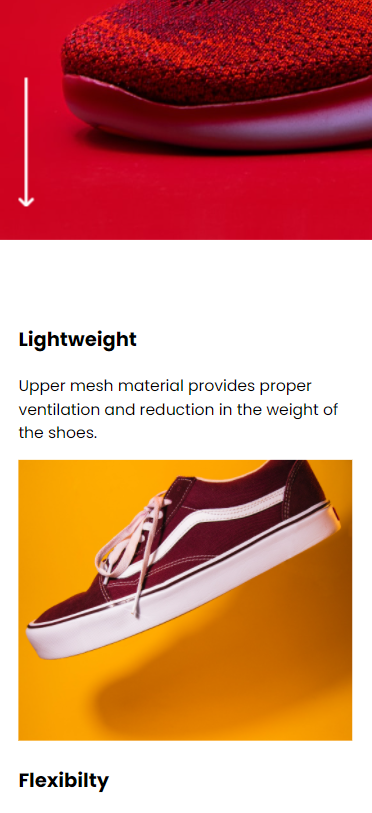 Lightweight
Upper mesh material provides proper
ventilation and reduction in the weight of
the shoes.
Flexibilty